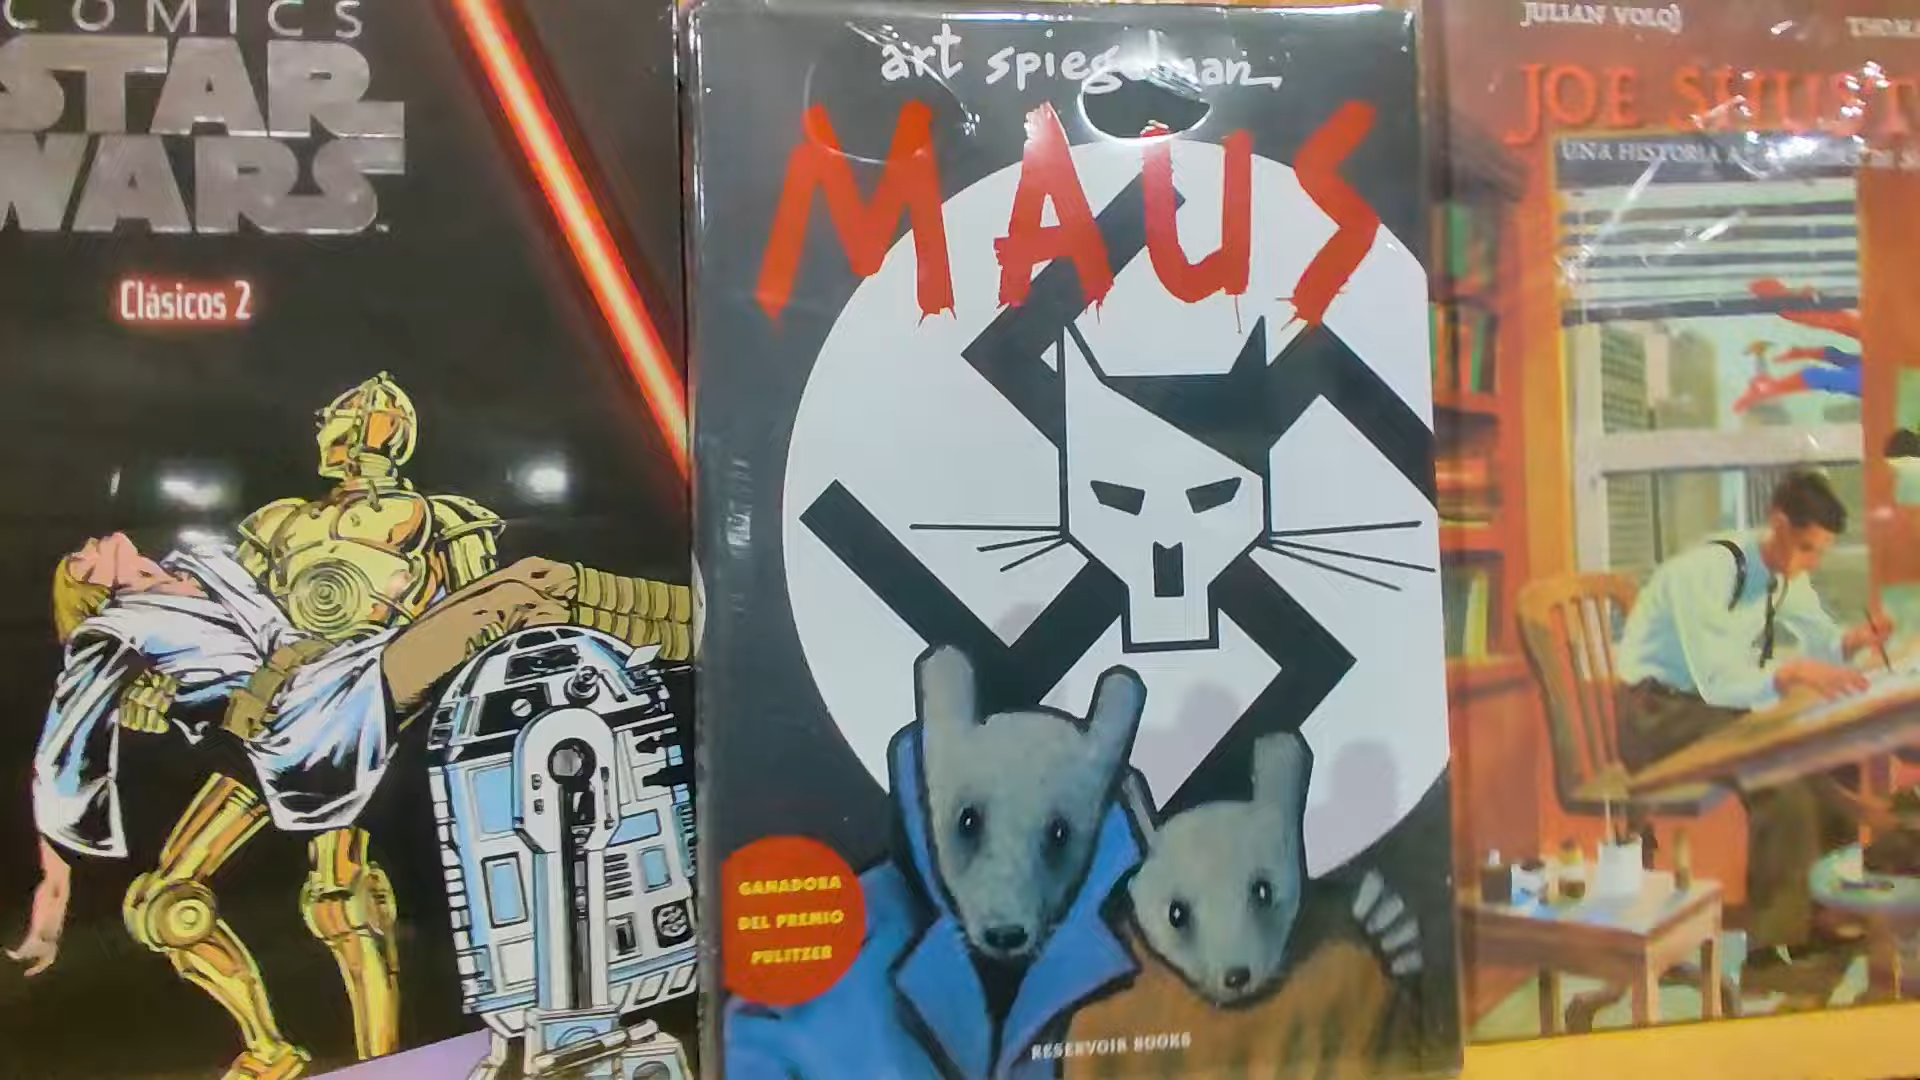 COMICS
STAR
WARS
Clásicos 2
art spiegelman
MAUS
GANADORA
DEL PREMIO
PULITZER
RESERVOIR BOOKS
JULIAN VOLOJ
JOE
UNA HISTORIA A